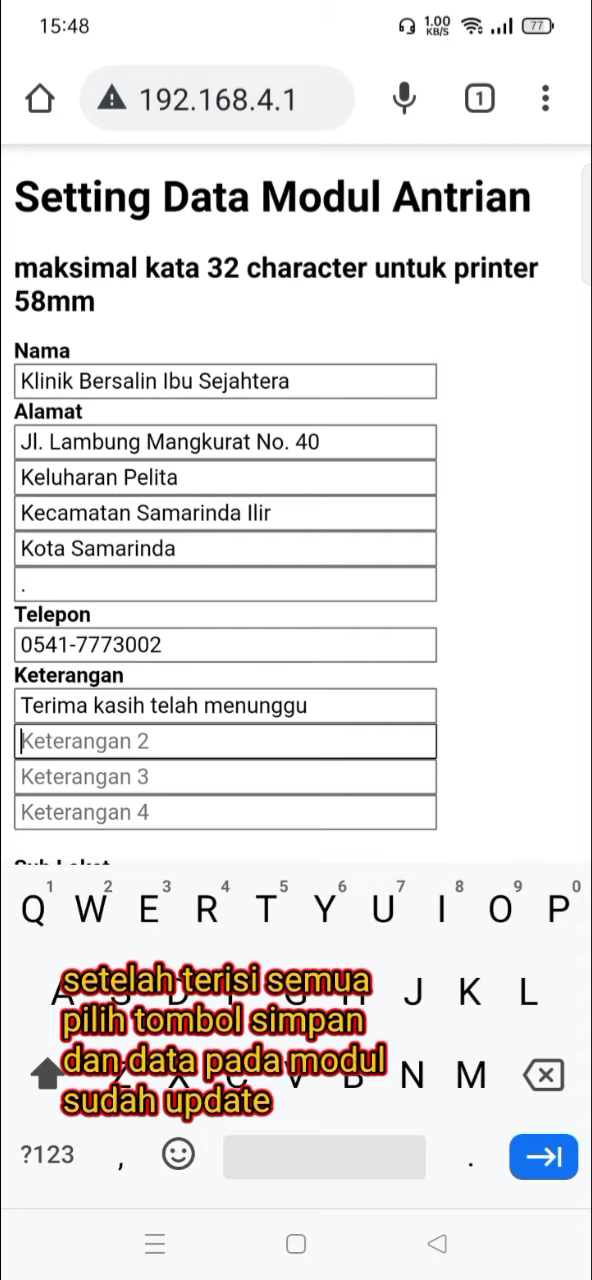 15:48
1.00 KB/S
77
192.168.4.1
1
Setting Data Modul Antrian
maksimal kata 32 character untuk printer
58mm
Nama
Klinik Bersalin Ibu Sejahtera
Alamat
Jl. Lambung Mangkurat No. 40
Keluharan Pelita
Kecamatan Samarinda Ilir
Kota Samarinda
.
Telepon
0541-7773002
Keterangan
Terima kasih telah menunggu
Keterangan 2
Keterangan 3
Keterangan 4
1 2 3 4 5 6 7 8 9 0
Q W E R T Y U I O P
A S D F G H J K L
setelah terisi semua
pilih tombol simpan
dan data pada modul
sudah update
Z X C V B N M
?123 , .